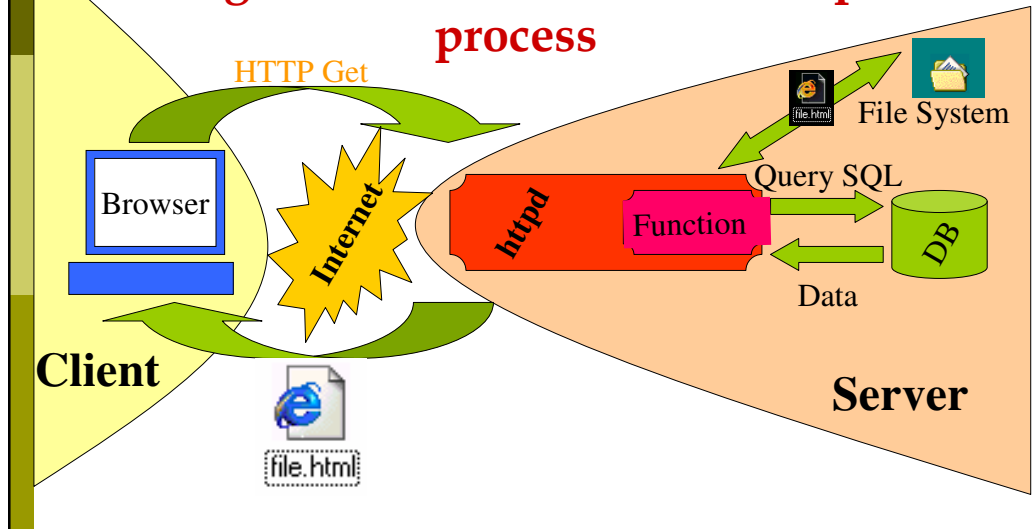 process
HTTP Get
file.html
File System
Browser
Internet
httpd
Function
Query SQL
DB
Data
Client
Server
file.html